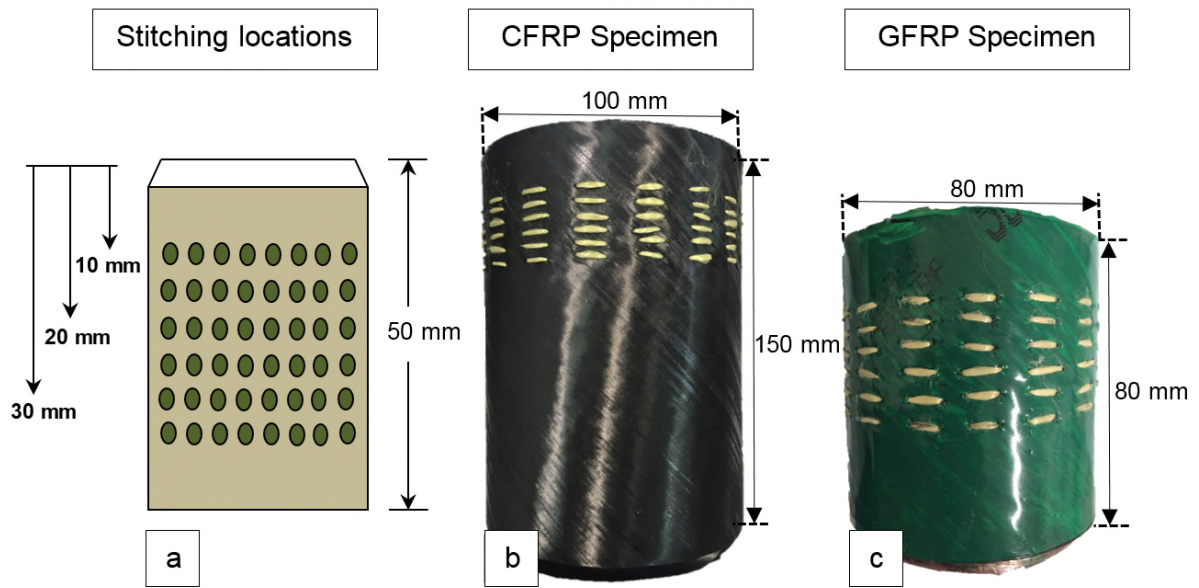 Stitching locations
CFRP Specimen
GFRP Specimen
100 mm
80 mm
10 mm
20 mm
30 mm
50 mm
150 mm
80 mm
a
b
c